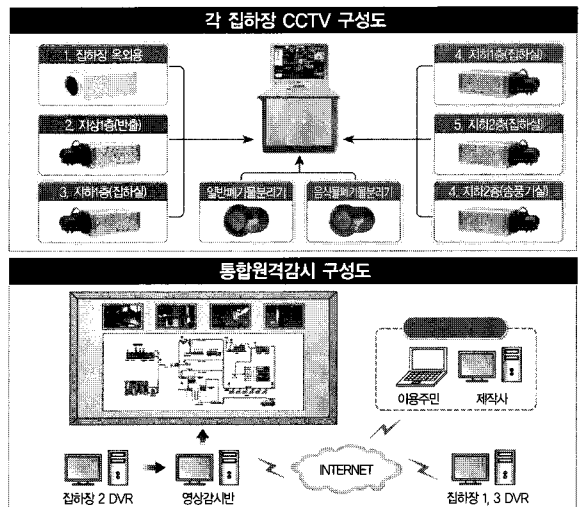 각 집하장 CCTV 구성도
1. 집하장 옥외용
4. 지하1층(집하실)
2. 지상1층(반출)
5. 지하2층(집하실)
3. 지하1층(집하실)
일반폐기물분리기
음식물폐기물분리기
4. 지하2층(송풍기실)
통합원격감시 구성도
이용주민
제작사
INTERNET
집하장 2 DVR
영상감시반
집하장 1, 3 DVR